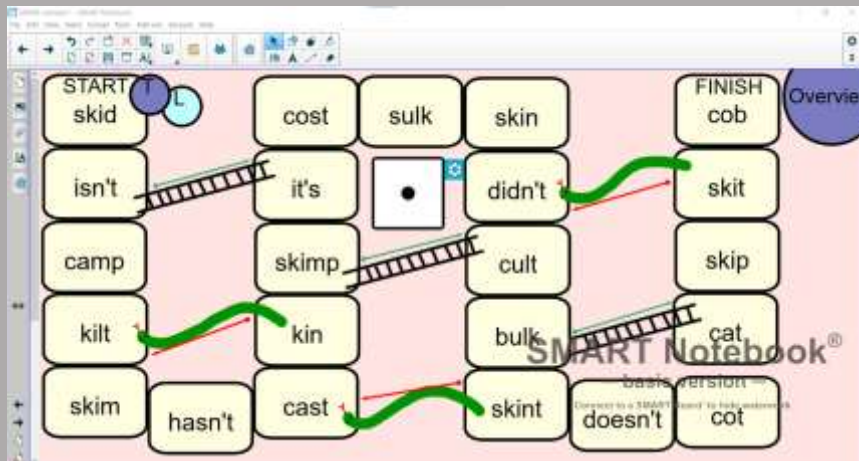 START T
skid
L
cost
sulk
skin
FINISH
cob
Overvie
isn't
it's
didn't
skit
camp
skimp
cult
skip
kilt
kin
bulk
cat
SMART Notebook®
basic version
skim
hasn't
cast
skint
doesn't
cot